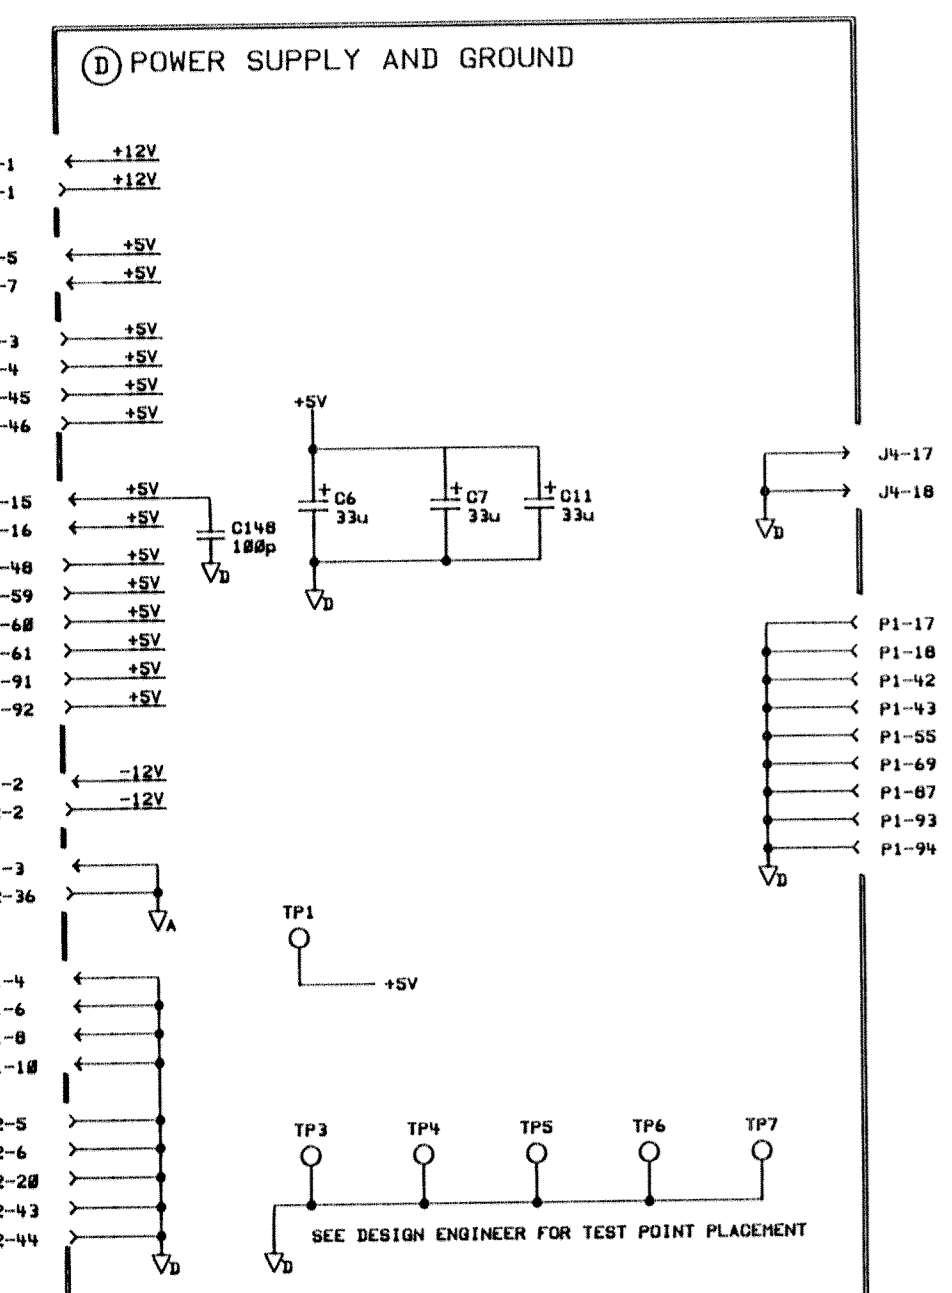 D POWER SUPPLY AND GROUND
-1 +12V
-1 +12V
-5 +5V
-7 +5V
-3 +5V
-4 +5V
-45 +5V
-46 +5V
+5V
C6
33u
C7
33u
C11
33u
D
J4-17
J4-18
D
-15 +5V
-16 +5V
C148
100p
D
-48 +5V
-59 +5V
-60 +5V
-61 +5V
-91 +5V
-92 +5V
P1-17
P1-18
P1-42
P1-43
P1-55
P1-69
P1-87
P1-93
P1-94
D
-2 -12V
2-2 -12V
-3
2-36
A
TP1
+5V
-4
-6
-8
-10
2-5
2-6
2-20
2-43
2-44
D
TP3 TP4 TP5 TP6 TP7
SEE DESIGN ENGINEER FOR TEST POINT PLACEMENT
D